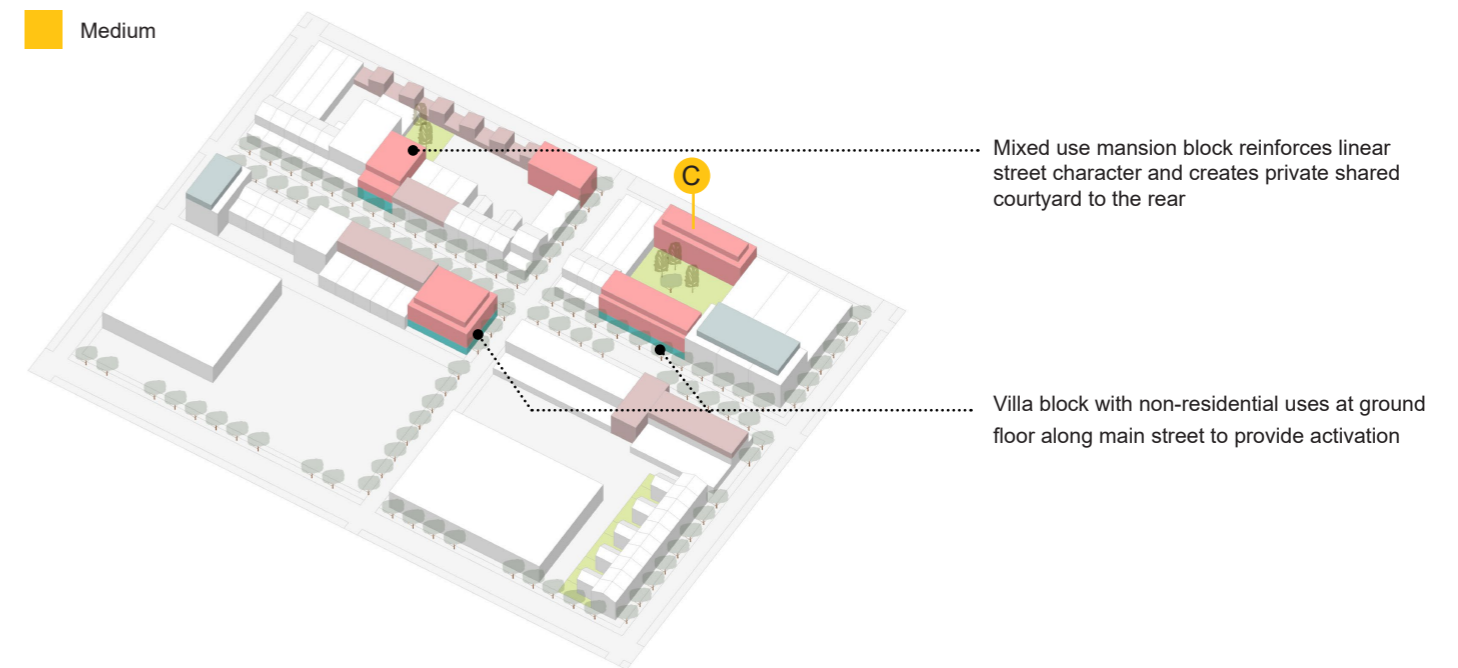 Medium
Mixed use mansion block reinforces linear
street character and creates private shared
courtyard to the rear
C
Villa block with non-residential uses at ground
floor along main street to provide activation